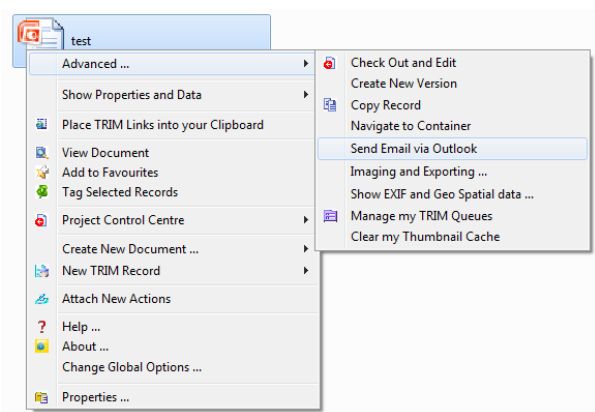 test
Advanced ...
Show Properties and Data
Place TRIM Links into your Clipboard
View Document
Add to Favourites
Tag Selected Records
Project Control Centre
Create New Document ...
New TRIM Record
Attach New Actions
Help ...
About ...
Change Global Options ...
Properties ...
Check Out and Edit
Create New Version
Copy Record
Navigate to Container
Send Email via Outlook
Imaging and Exporting ...
Show EXIF and Geo Spatial data ...
Manage my TRIM Queues
Clear my Thumbnail Cache